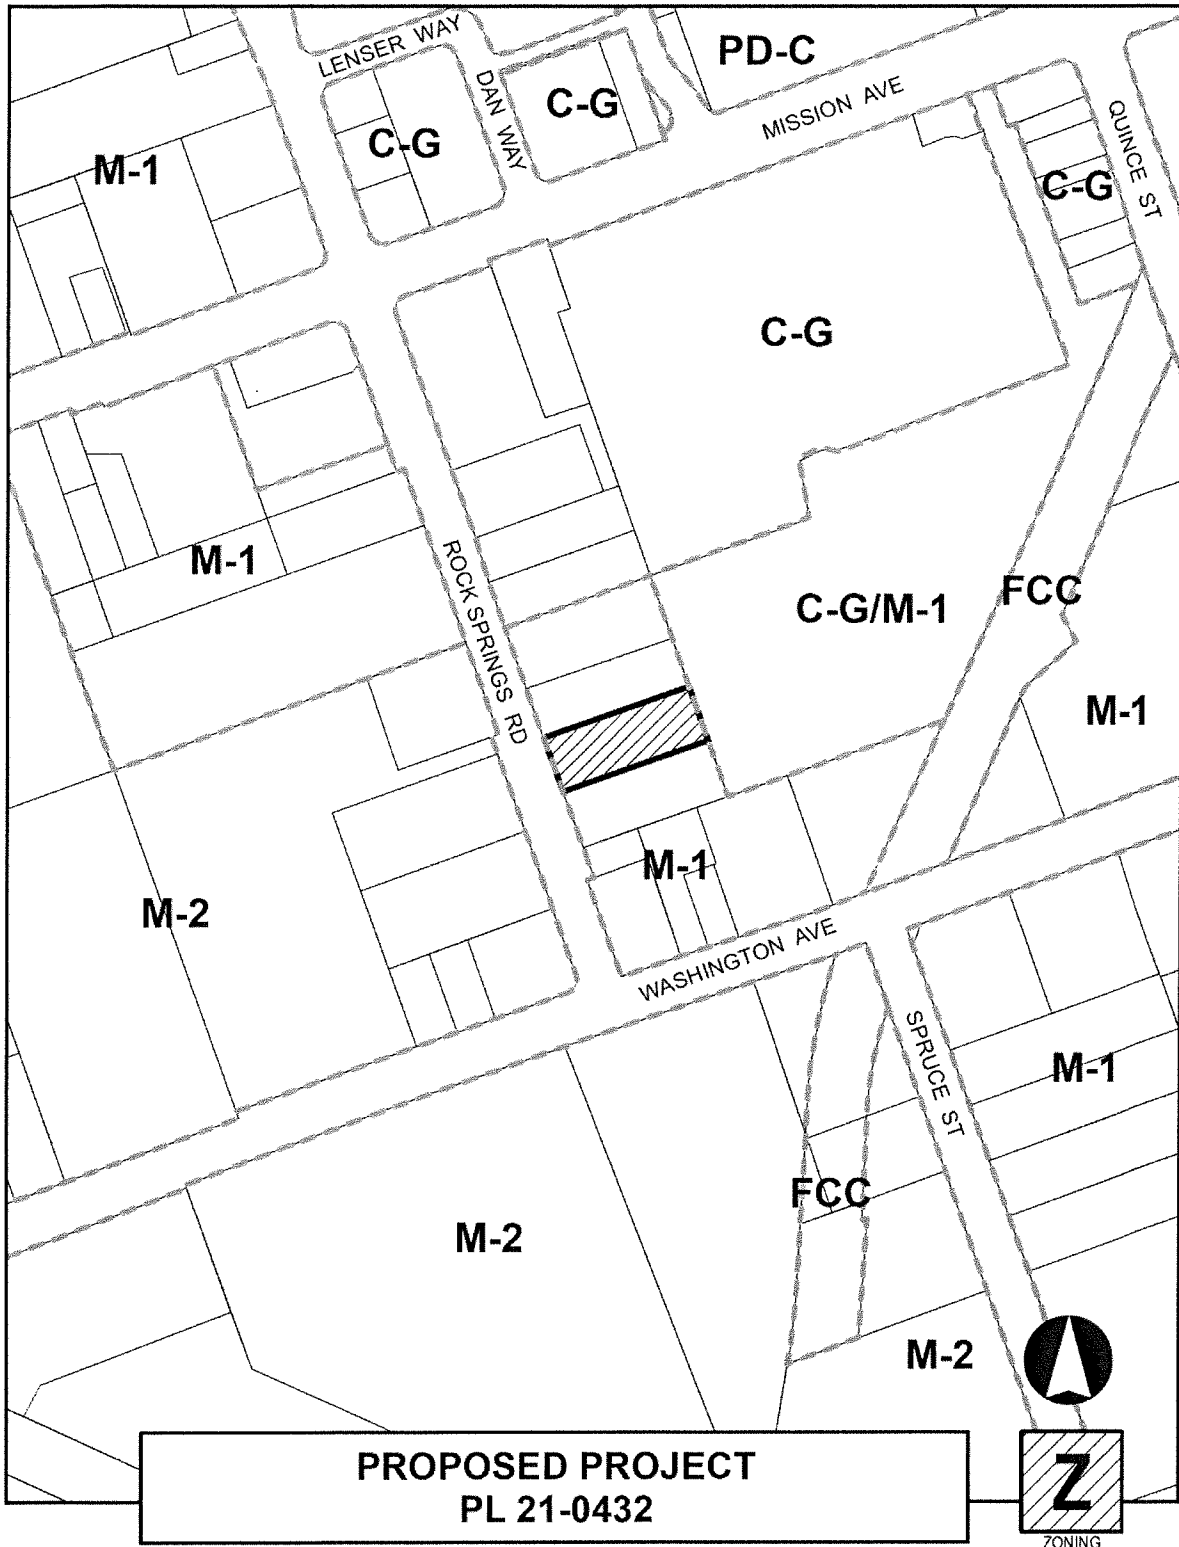 PD-C
LENSER WAY
C-G
DAN WAY
MISSION AVE
QUINCE ST
C-G
M-1
C-G
C-G
M-1
ROCK SPRINGS RD
FCC
C-G/M-1
M-1
M-1
M-2
WASHINGTON AVE
SPRUCE ST
M-1
FCC
M-2
M-2
PROPOSED PROJECT
PL 21-0432
Z
ZONING